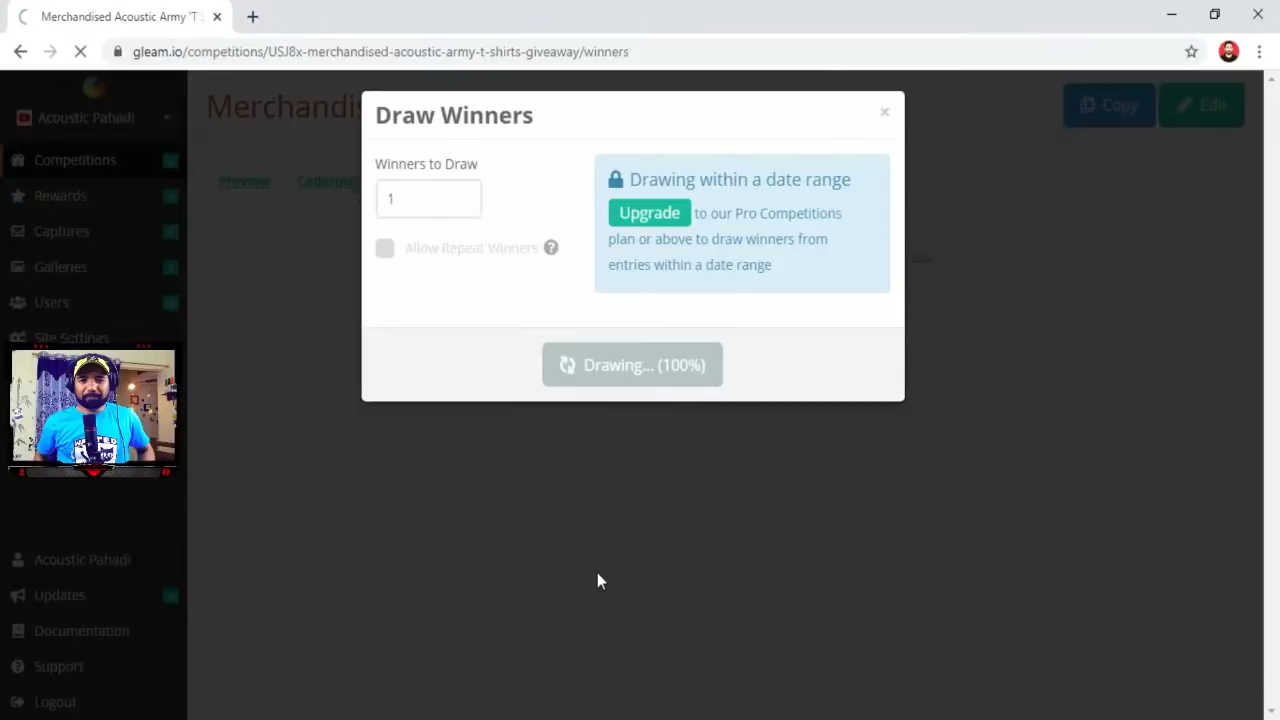 Merchandised Acoustic Army 'T
gleam.io/competitions/USJ8x-merchandised-acoustic-army-t-shirts-giveaway/winners
Acoustic Pahadi
Competitions
Rewards
Captures
Galleries
Users
Site Settings
Merchandis
Copy
Edit
Preview
Draw Winners
×
Winners to Draw
1
Allow Repeat Winners ?
Drawing within a date range
Upgrade to our Pro Competitions
plan or above to draw winners from
entries within a date range
Drawing... (100%)
Acoustic Pahadi
Updates
Documentation
Support
Logout